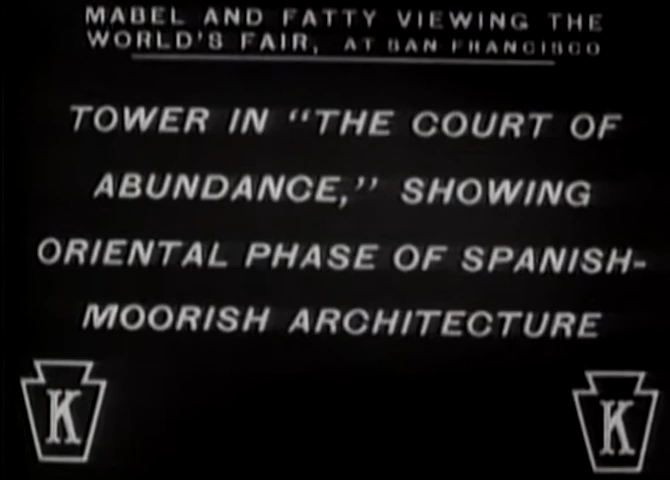 MABEL AND FATTY VIEWING THE
WORLD'S FAIR, AT SAN FRANCISCO
TOWER IN "THE COURT OF
ABUNDANCE," SHOWING
ORIENTAL PHASE OF SPANISH-
MOORISH ARCHITECTURE
K
K